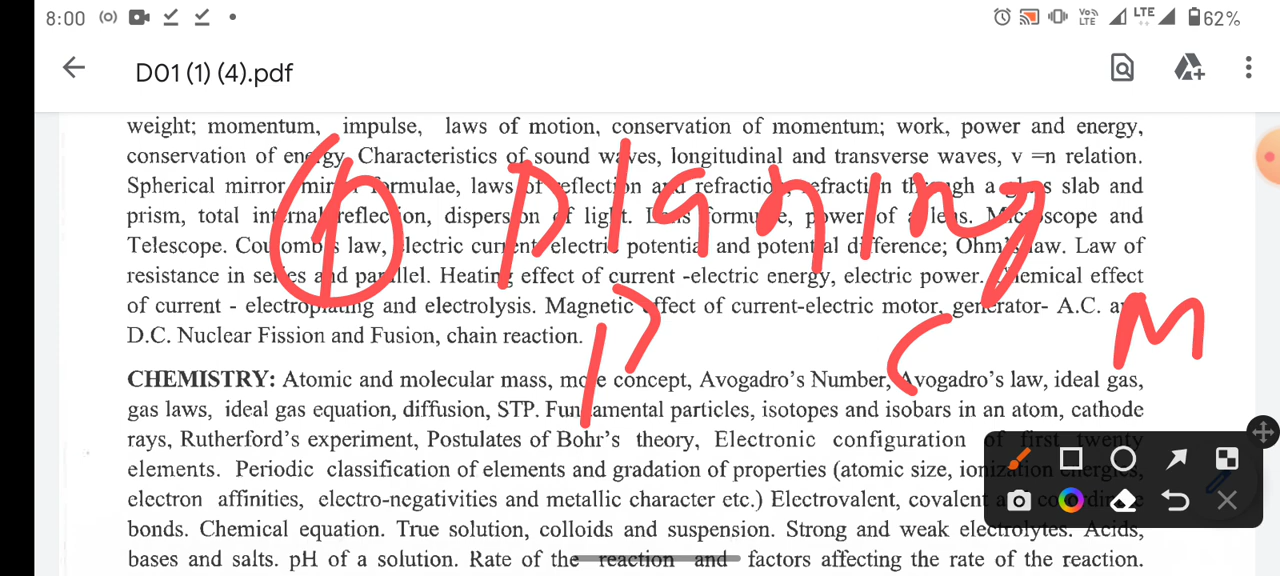 8:00 LTE 62%
D01 (1) (4).pdf
weight; momentum, impulse, laws of motion, conservation of momentum; work, power and energy,
conservation of energy, Characteristics of sound waves, longitudinal and transverse waves, v =n relation.
Spherical mirror mirror formulae, laws of reflection and refraction, refraction through a glass slab and
prism, total internal reflection, dispersion of light. Lens formulae, power of a lens. Microscope and
Telescope. Coulomb's law, electric current electric potential and potential difference; Ohm's law. Law of
resistance in series and parallel. Heating effect of current -electric energy, electric power. Chemical effect
of current - electroplating and electrolysis. Magnetic effect of current-electric motor, generator- A.C. and
D.C. Nuclear Fission and Fusion, chain reaction.
CHEMISTRY: Atomic and molecular mass, mole concept, Avogadro's Number, Avogadro's law, ideal gas,
gas laws, ideal gas equation, diffusion, STP. Fundamental particles, isotopes and isobars in an atom, cathode
rays, Rutherford's experiment, Postulates of Bohr's theory, Electronic configuration of first twenty
elements. Periodic classification of elements and gradation of properties (atomic size, ionization energies,
electron affinities, electro-negativities and metallic character etc.) Electrovalent, covalent and coordinate
bonds. Chemical equation. True solution, colloids and suspension. Strong and weak electrolytes. Acids,
bases and salts. pH of a solution. Rate of the reaction and factors affecting the rate of the reaction.
planing
P C M